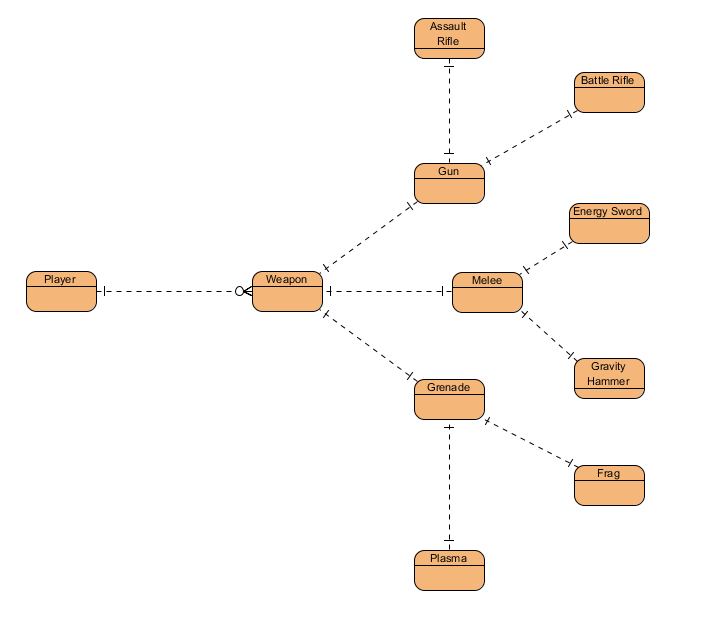 Assault
Rifle
Battle Rifle
Gun
Energy Sword
Player
Weapon
Melee
Gravity
Hammer
Grenade
Frag
Plasma